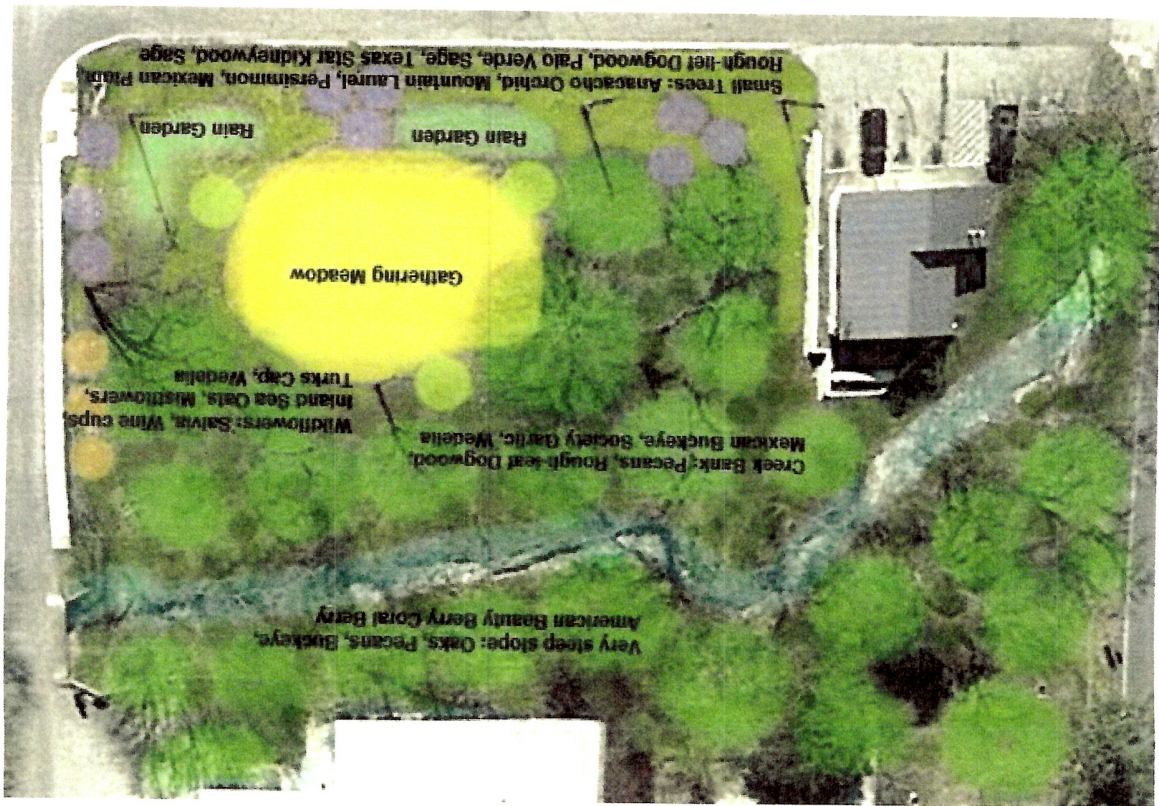 Very steep slope: Oaks, Pecans, Buckeye,
American Beauty Berry Coral Berry
Creek Bank: Pecans, Rough-leaf Dogwood,
Mexican Buckeye, Society Garlic, Wedelia
Wildflowers: Salvia, Wine cups,
Inland Sea Oats, Mistflowers,
Turks Cap, Wedelia
Gathering Meadow
Rain Garden
Rain Garden
Small Trees: Anacacho Orchid, Mountain Laurel, Persimmon, Mexican Plum,
Rough-lief Dogwood, Palo Verde, Sage, Texas Star Kidneywood, Sage